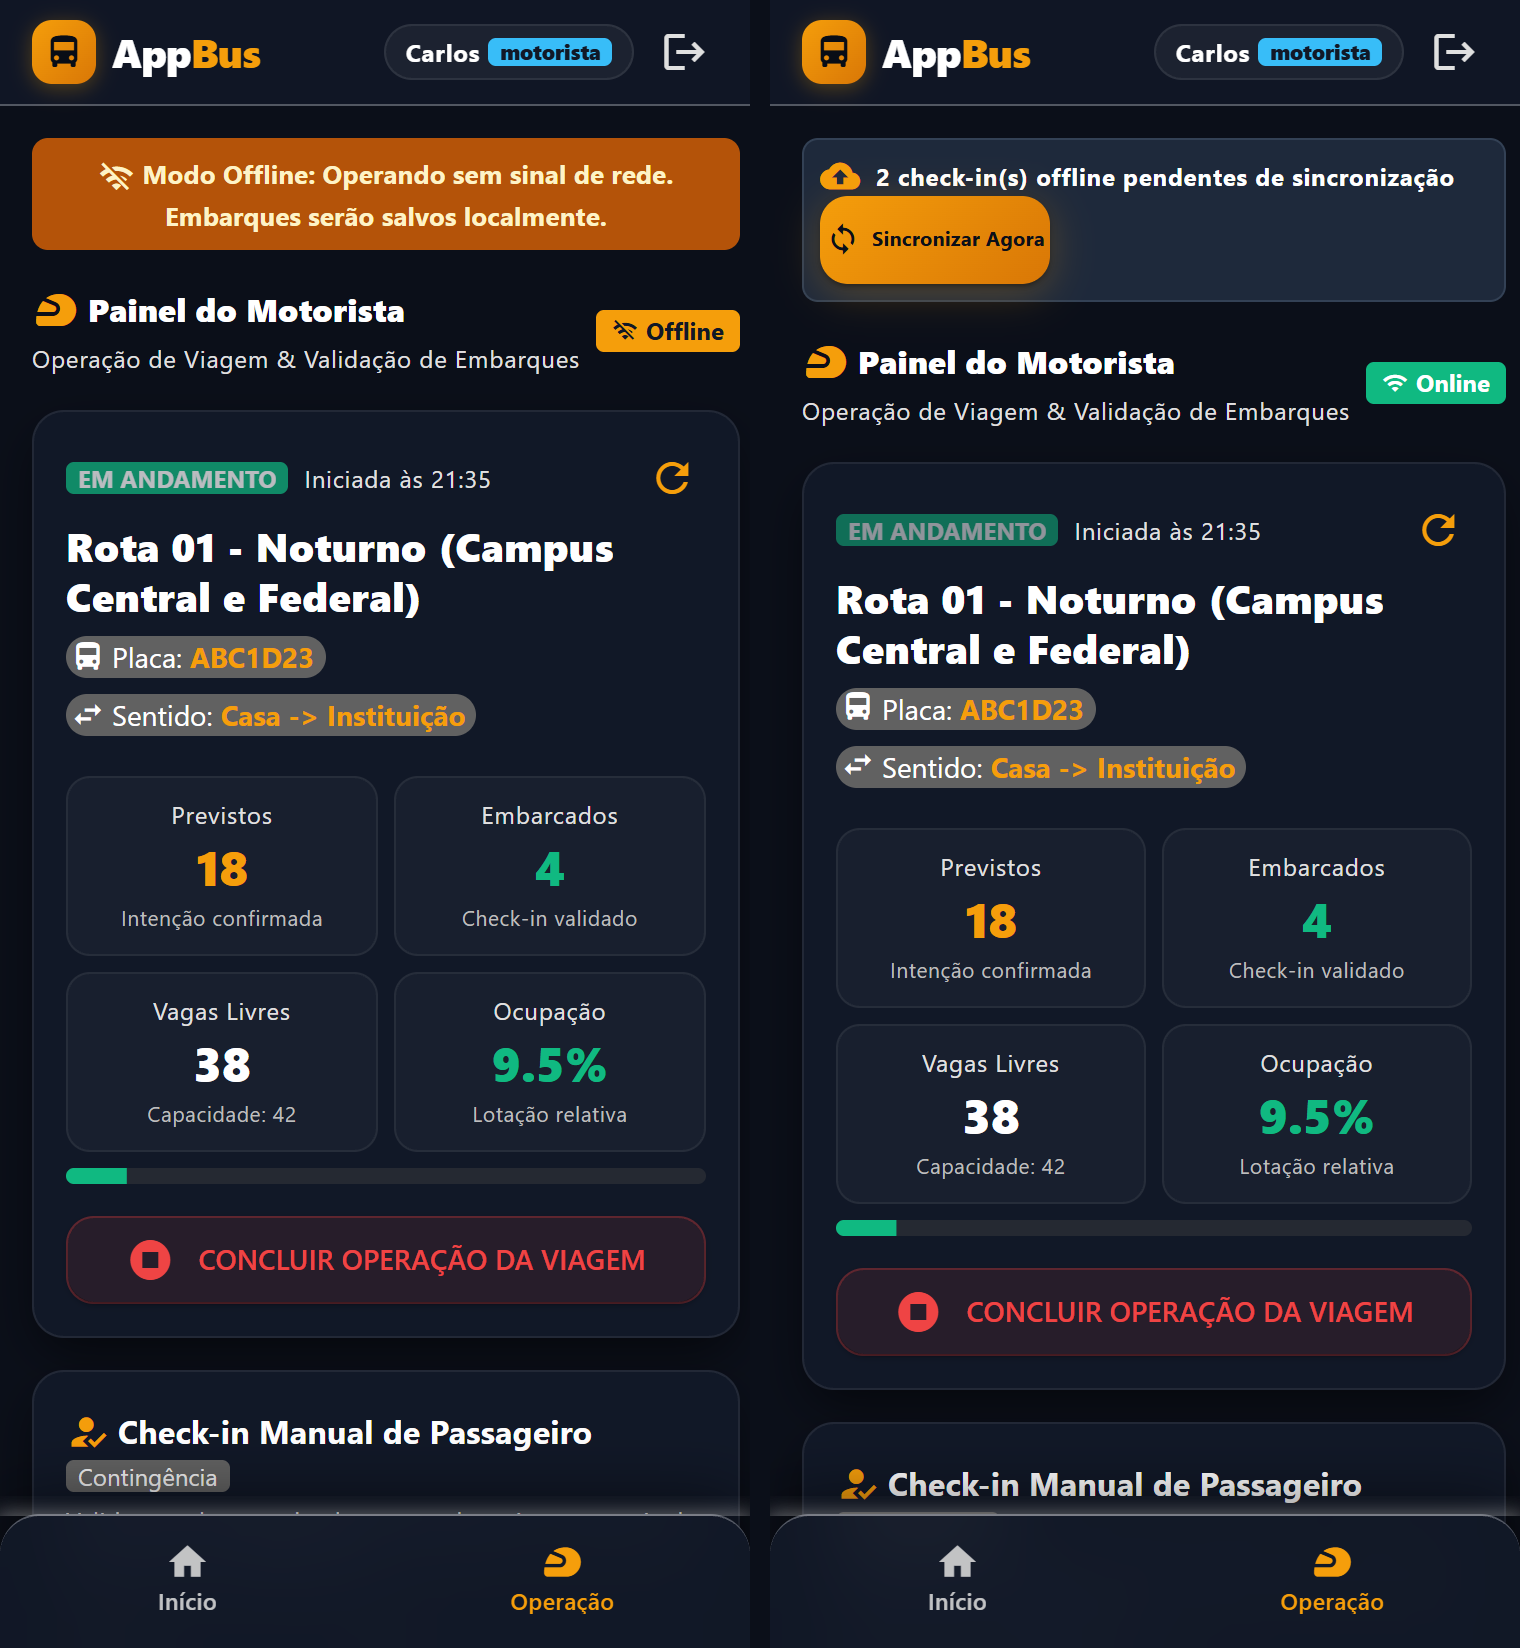 AppBus
Carlos motorista
Modo Offline: Operando sem sinal de rede.
Embarques serão salvos localmente.
Painel do Motorista
Operação de Viagem & Validação de Embarques
Offline
EM ANDAMENTO Iniciada às 21:35
Rota 01 - Noturno (Campus
Central e Federal)
Placa: ABC1D23
Sentido: Casa -> Instituição
Previstos
18
Intenção confirmada
Embarcados
4
Check-in validado
Vagas Livres
38
Capacidade: 42
Ocupação
9.5%
Lotação relativa
CONCLUIR OPERAÇÃO DA VIAGEM
Check-in Manual de Passageiro
Contingência
Início
Operação
AppBus
Carlos motorista
2 check-in(s) offline pendentes de sincronização
Sincronizar Agora
Painel do Motorista
Operação de Viagem & Validação de Embarques
Online
EM ANDAMENTO Iniciada às 21:35
Rota 01 - Noturno (Campus
Central e Federal)
Placa: ABC1D23
Sentido: Casa -> Instituição
Previstos
18
Intenção confirmada
Embarcados
4
Check-in validado
Vagas Livres
38
Capacidade: 42
Ocupação
9.5%
Lotação relativa
CONCLUIR OPERAÇÃO DA VIAGEM
Check-in Manual de Passageiro
Início
Operação